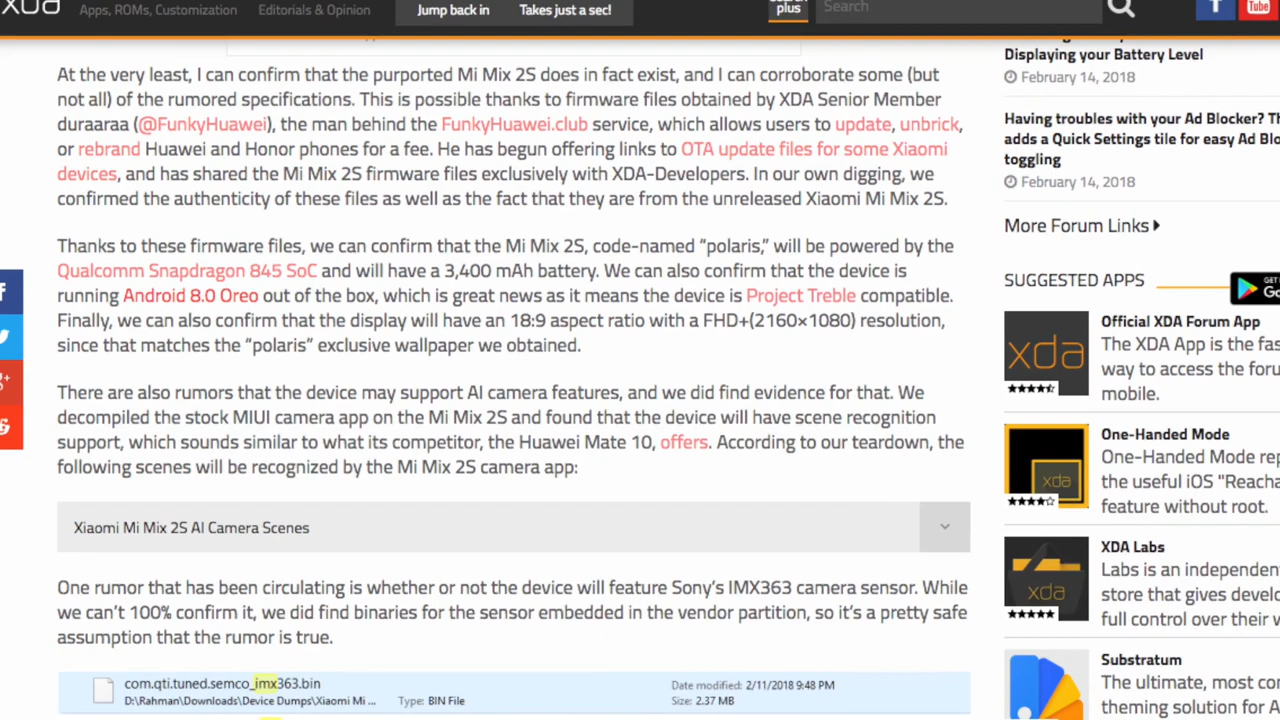 xda
Apps, ROMs, Customization
Editorials & Opinion
Jump back in
Takes just a sec!
plus
Search
You
At the very least, I can confirm that the purported Mi Mix 2S does in fact exist, and I can corroborate some (but
not all) of the rumored specifications. This is possible thanks to firmware files obtained by XDA Senior Member
duraaraa (@FunkyHuawei), the man behind the FunkyHuawei.club service, which allows users to update, unbrick,
or rebrand Huawei and Honor phones for a fee. He has begun offering links to OTA update files for some Xiaomi
devices, and has shared the Mi Mix 2S firmware files exclusively with XDA-Developers. In our own digging, we
confirmed the authenticity of these files as well as the fact that they are from the unreleased Xiaomi Mi Mix 2S.
Thanks to these firmware files, we can confirm that the Mi Mix 2S, code-named “polaris,” will be powered by the
Qualcomm Snapdragon 845 SoC and will have a 3,400 mAh battery. We can also confirm that the device is
running Android 8.0 Oreo out of the box, which is great news as it means the device is Project Treble compatible.
Finally, we can also confirm that the display will have an 18:9 aspect ratio with a FHD+(2160×1080) resolution,
since that matches the “polaris” exclusive wallpaper we obtained.
There are also rumors that the device may support AI camera features, and we did find evidence for that. We
decompiled the stock MIUI camera app on the Mi Mix 2S and found that the device will have scene recognition
support, which sounds similar to what its competitor, the Huawei Mate 10, offers. According to our teardown, the
following scenes will be recognized by the Mi Mix 2S camera app:
Xiaomi Mi Mix 2S AI Camera Scenes
One rumor that has been circulating is whether or not the device will feature Sony’s IMX363 camera sensor. While
we can’t 100% confirm it, we did find binaries for the sensor embedded in the vendor partition, so it’s a pretty safe
assumption that the rumor is true.
com.qti.tuned.semco_imx363.bin
D:\Rahman\Downloads\Device Dumps\Xiaomi Mi ...
Type: BIN File
Date modified: 2/11/2018 9:48 PM
Size: 2.37 MB
Displaying your Battery Level
February 14, 2018
Having troubles with your Ad Blocker? Th
adds a Quick Settings tile for easy Ad Blo
toggling
February 14, 2018
More Forum Links
SUGGESTED APPS
GET
Go
xda
Official XDA Forum App
The XDA App is the fas
way to access the foru
mobile.
xda
One-Handed Mode
One-Handed Mode rep
the useful iOS "Reacha
feature without root.
xda
XDA Labs
Labs is an independen
store that gives develo
full control over their w
Substratum
The ultimate, most com
theming solution for A